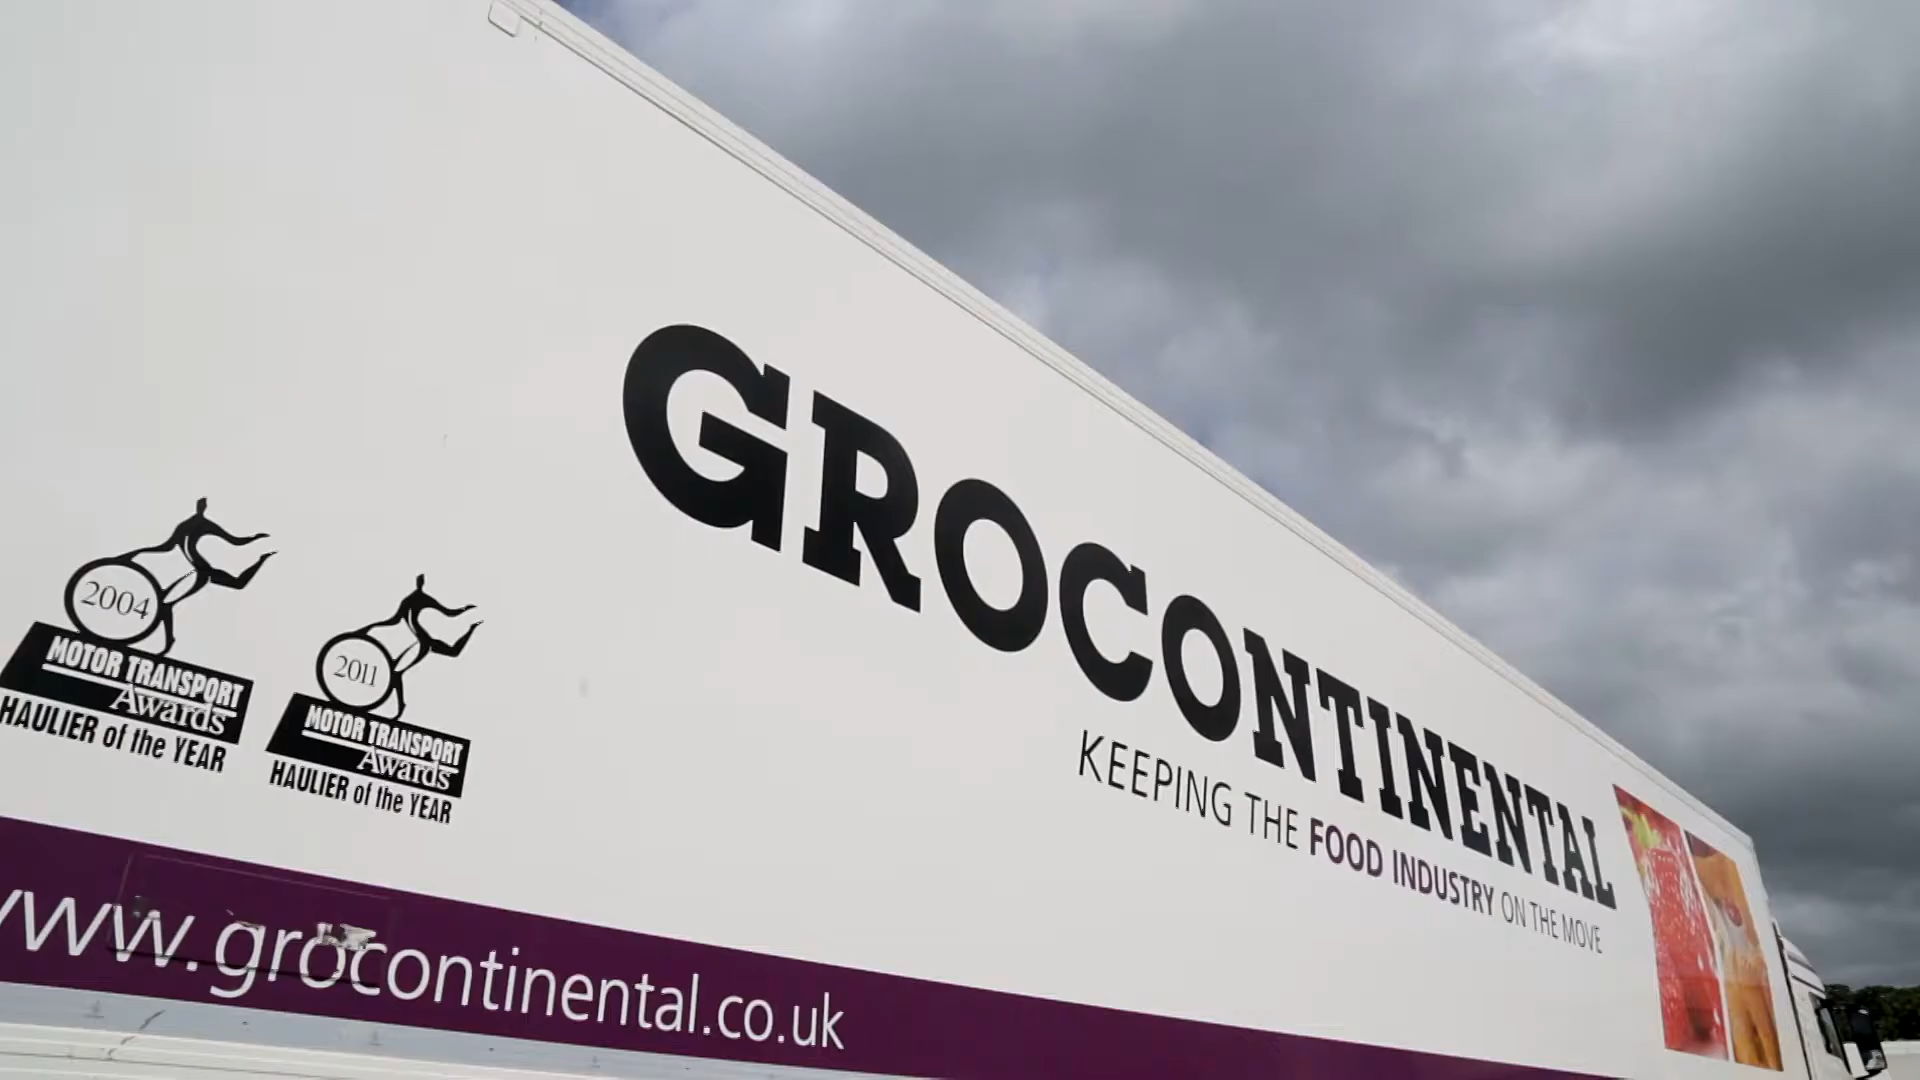 GROCONTINENTAL
KEEPING THE FOOD INDUSTRY ON THE MOVE
2004
MOTOR TRANSPORT
Awards
HAULIER of the YEAR
2011
MOTOR TRANSPORT
Awards
HAULIER of the YEAR
www.grocontinental.co.uk